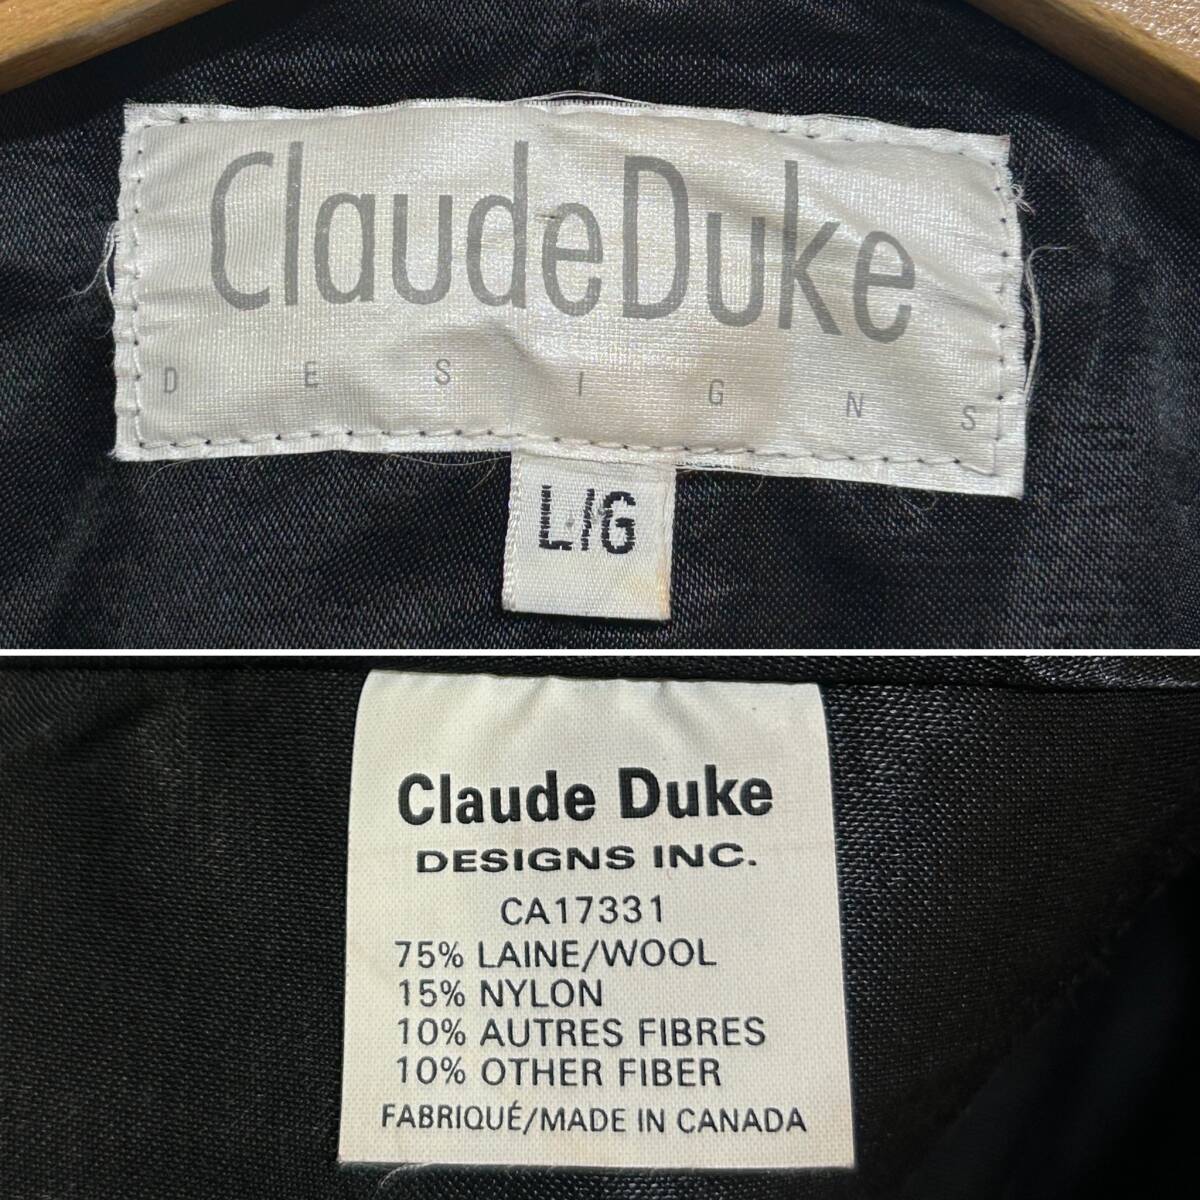 ClaudeDuke
DESIGNS
L/G
Claude Duke
DESIGNS INC.
CA17331
75% LAINE/WOOL
15% NYLON
10% AUTRES FIBRES
10% OTHER FIBER
FABRIQUÉ/MADE IN CANADA